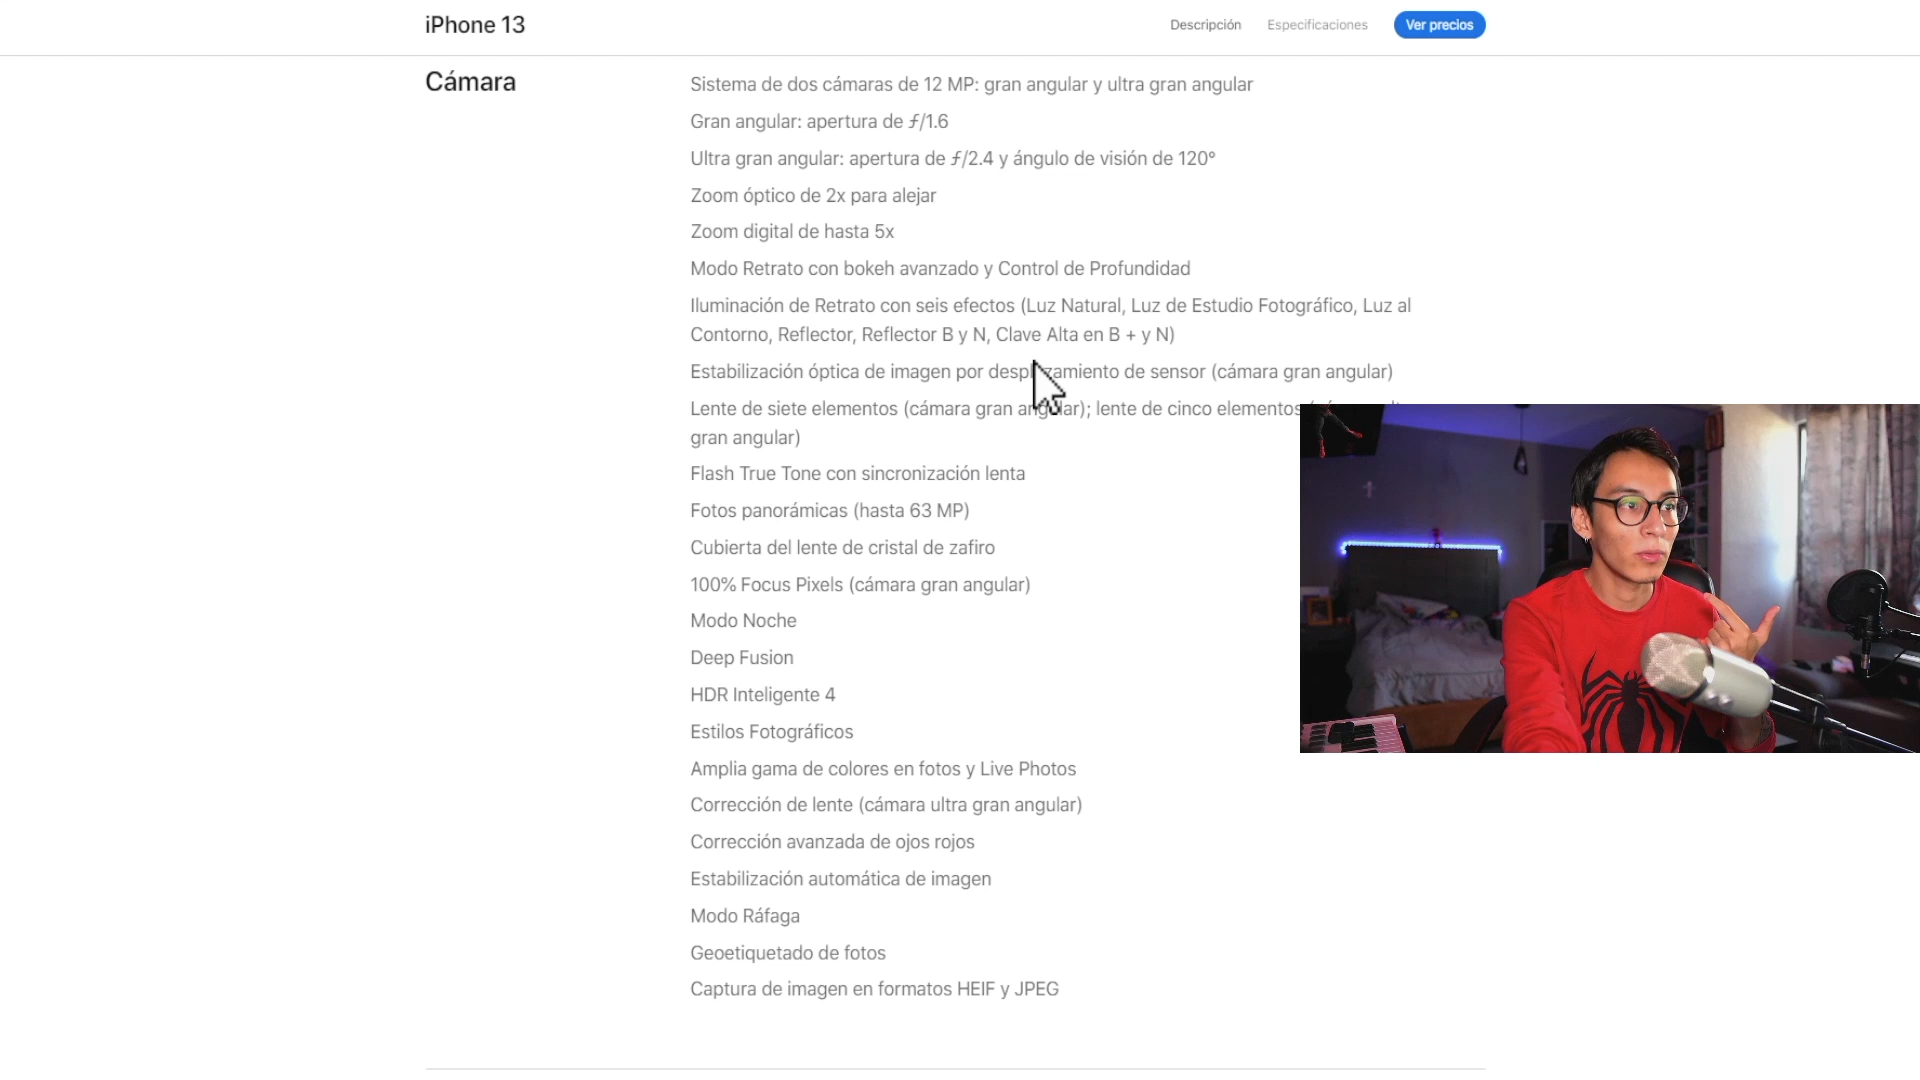 iPhone 13
Descripción
Especificaciones
Ver precios
Cámara
Sistema de dos cámaras de 12 MP: gran angular y ultra gran angular
Gran angular: apertura de ƒ/1.6
Ultra gran angular: apertura de ƒ/2.4 y ángulo de visión de 120°
Zoom óptico de 2x para alejar
Zoom digital de hasta 5x
Modo Retrato con bokeh avanzado y Control de Profundidad
Iluminación de Retrato con seis efectos (Luz Natural, Luz de Estudio Fotográfico, Luz al
Contorno, Reflector, Reflector B y N, Clave Alta en B + y N)
Estabilización óptica de imagen por desplazamiento de sensor (cámara gran angular)
Lente de siete elementos (cámara gran angular); lente de cinco elementos
gran angular)
Flash True Tone con sincronización lenta
Fotos panorámicas (hasta 63 MP)
Cubierta del lente de cristal de zafiro
100% Focus Pixels (cámara gran angular)
Modo Noche
Deep Fusion
HDR Inteligente 4
Estilos Fotográficos
Amplia gama de colores en fotos y Live Photos
Corrección de lente (cámara ultra gran angular)
Corrección avanzada de ojos rojos
Estabilización automática de imagen
Modo Ráfaga
Geoetiquetado de fotos
Captura de imagen en formatos HEIF y JPEG